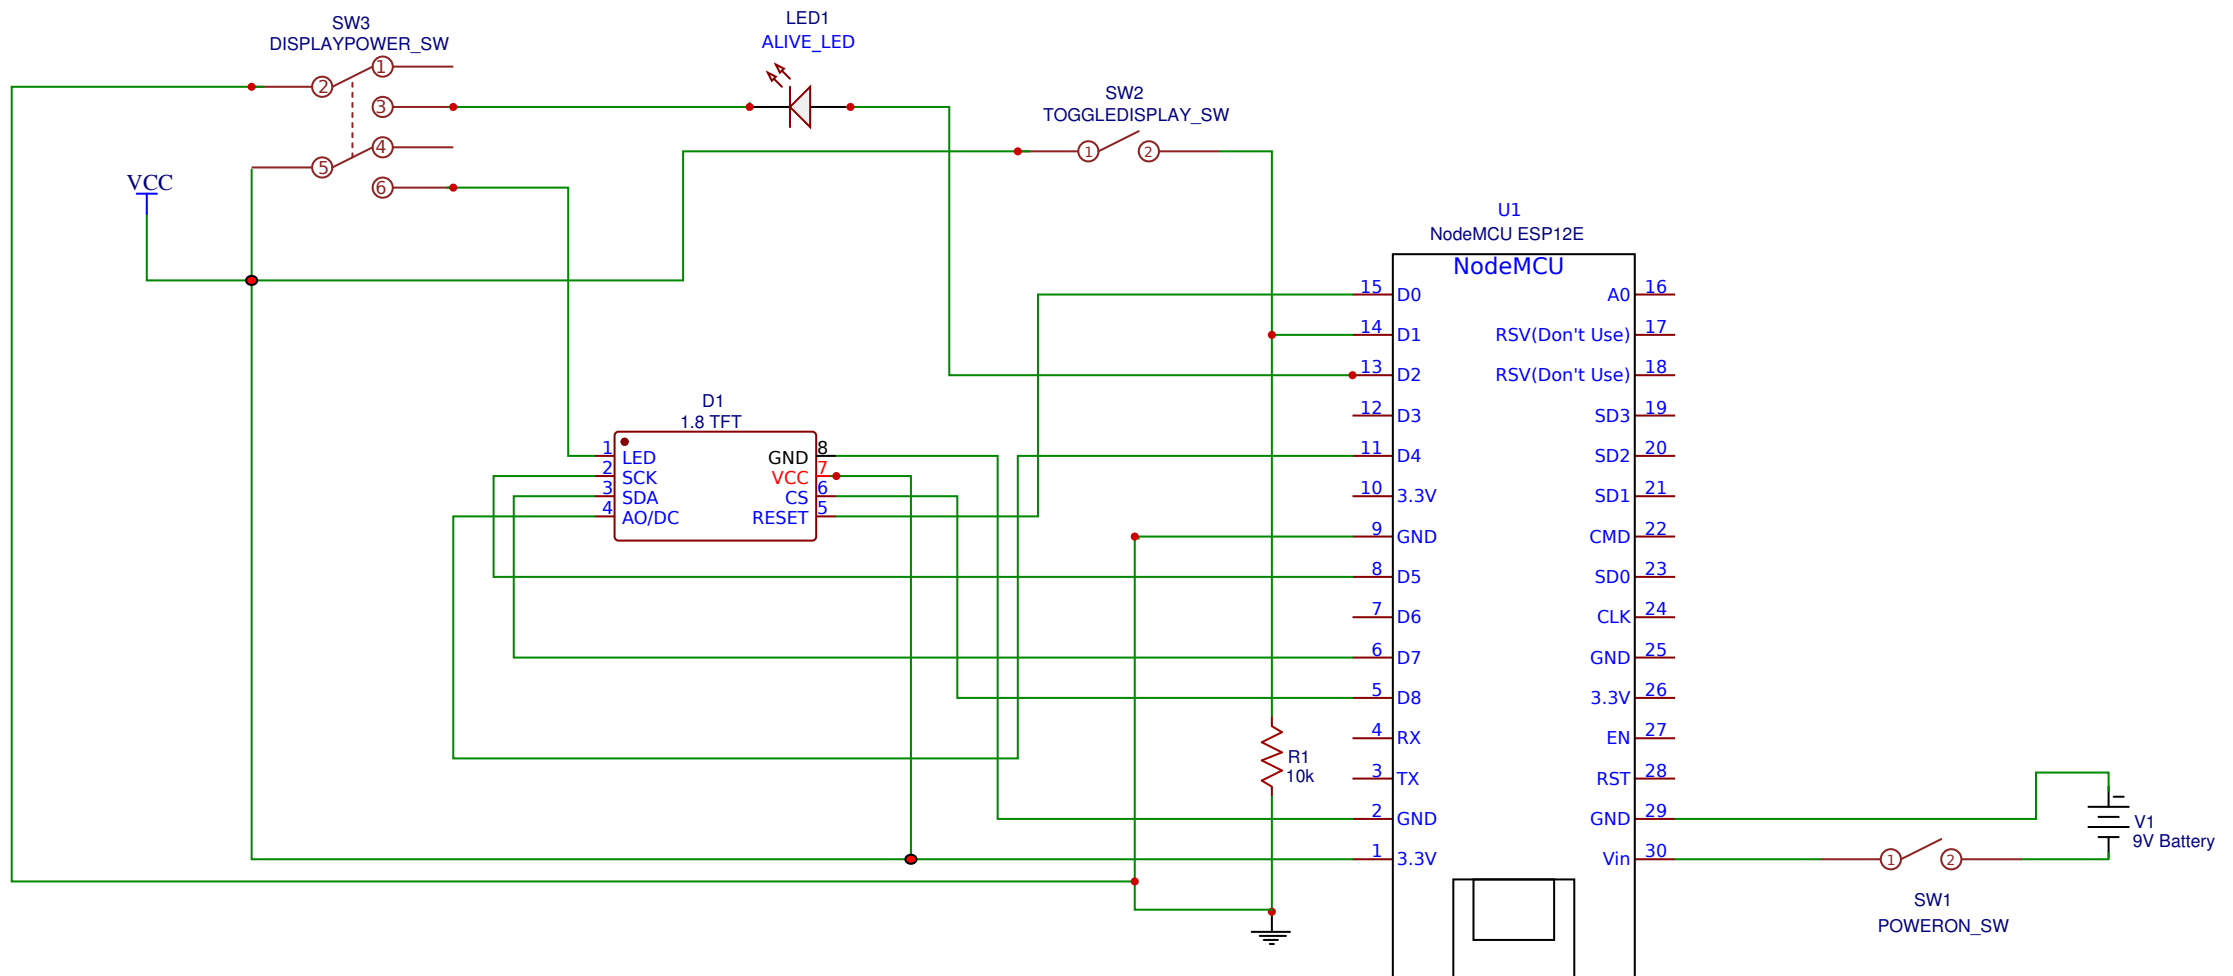 SW3
DISPLAYPOWER_SW
1
2
3
4
5
6
VCC
LED1
ALIVE_LED
SW2
TOGGLEDISPLAY_SW
1
2
U1
NodeMCU ESP12E
NodeMCU
15 D0
14 D1
13 D2
12 D3
11 D4
10 3.3V
9 GND
8 D5
7 D6
6 D7
5 D8
4 RX
3 TX
2 GND
1 3.3V
A0 16
RSV(Don't Use) 17
RSV(Don't Use) 18
SD3 19
SD2 20
SD1 21
CMD 22
SD0 23
CLK 24
GND 25
3.3V 26
EN 27
RST 28
GND 29
Vin 30
D1
1.8 TFT
1 LED
2 SCK
3 SDA
4 AO/DC
GND 8
VCC 7
CS 6
RESET 5
R1
10k
V1
9V Battery
1
2
SW1
POWERON_SW